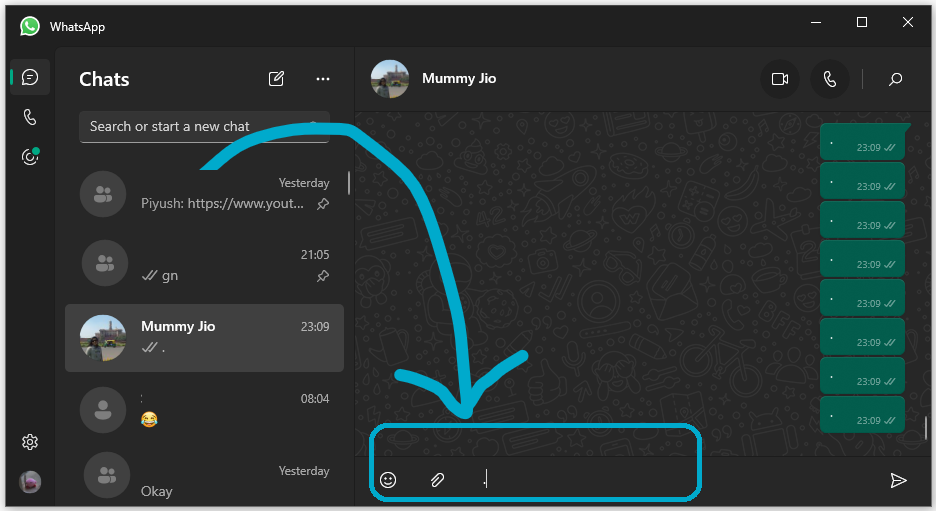 WhatsApp
Chats
Search or start a new chat
Yesterday
Piyush: https://www.yout...
21:05
gn
Mummy Jio
23:09
.
:
08:04
😂
Yesterday
Okay
Mummy Jio
. 23:09
. 23:09
. 23:09
. 23:09
. 23:09
. 23:09
. 23:09
. 23:09
.